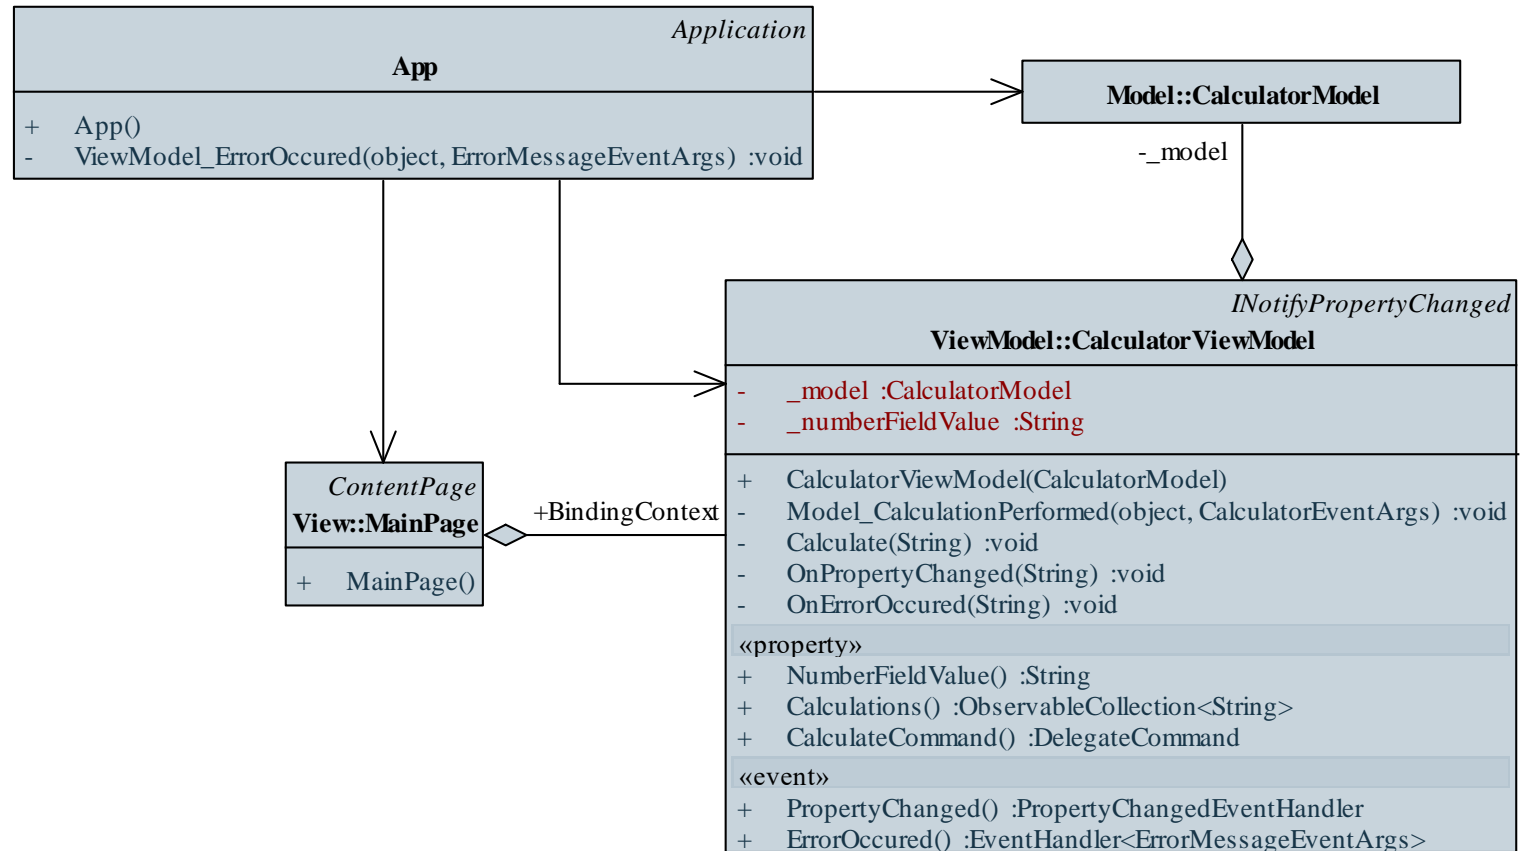 Application
App
+ App()
- ViewModel_ErrorOccured(object, ErrorMessageEventArgs) :void
Model::CalculatorModel
-_model
INotifyPropertyChanged
ViewModel::CalculatorViewModel
- _model :CalculatorModel
- _numberFieldValue :String
+ CalculatorViewModel(CalculatorModel)
- Model_CalculationPerformed(object, CalculatorEventArgs) :void
- Calculate(String) :void
- OnPropertyChanged(String) :void
- OnErrorOccured(String) :void
«property»
+ NumberFieldValue() :String
+ Calculations() :ObservableCollection<String>
+ CalculateCommand() :DelegateCommand
«event»
+ PropertyChanged() :PropertyChangedEventHandler
+ ErrorOccured() :EventHandler<ErrorMessageEventArgs>
ContentPage
View::MainPage
+ MainPage()
+BindingContext